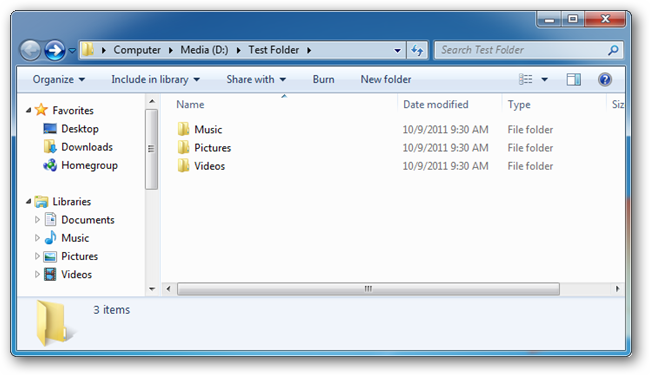 Computer Media (D:) Test Folder Search Test Folder
Organize Include in library Share with Burn New folder
Favorites
Desktop
Downloads
Homegroup
Libraries
Documents
Music
Pictures
Videos
Name Date modified Type Siz
Music 10/9/2011 9:30 AM File folder
Pictures 10/9/2011 9:30 AM File folder
Videos 10/9/2011 9:30 AM File folder
3 items